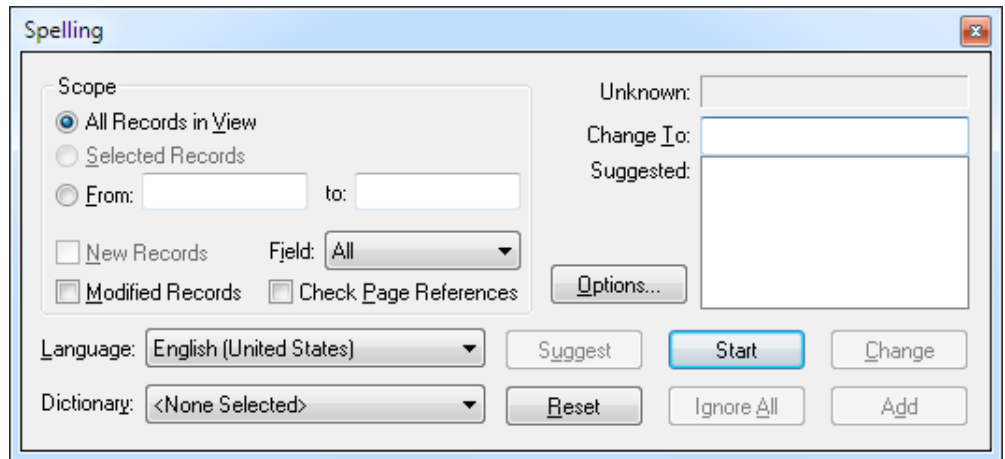 Spelling
Scope
All Records in View
Selected Records
From: to:
New Records Field: All
Modified Records Check Page References
Unknown:
Change To:
Suggested:
Options...
Language: English (United States) Suggest Start Change
Dictionary: <None Selected> Reset Ignore All Add